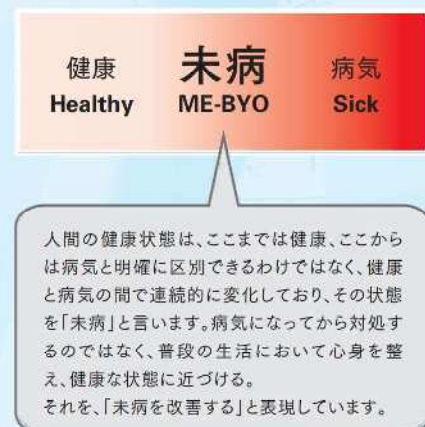 健康 未病 病気
Healthy ME-BYO Sick
人間の健康状態は、ここまでは健康、ここから
は病気と明確に区別できるわけではなく、健康
と病気の間で連続的に変化しており、その状態
を「未病」と言います。病気になってから対処す
るのではなく、普段の生活において心身を整
え、健康な状態に近づける。
それを、「未病を改善する」と表現しています。